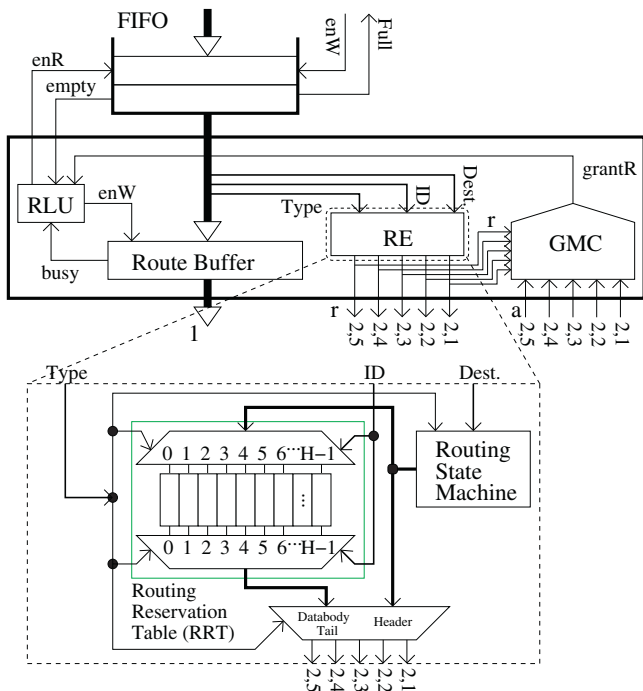 FIFO
enR
empty
enW
Full
grantR
RLU
enW
busy
Route Buffer
1
Type
ID
Dest.
RE
r
GMC
r
2,5 2,4 2,3 2,2 2,1
a
2,5 2,4 2,3 2,2 2,1
Type
ID
Dest.
0 1 2 3 4 5 6 ... H-1
...
0 1 2 3 4 5 6 ... H-1
Routing
State
Machine
Routing
Reservation
Table (RRT)
Databody
Tail
Header
2,5 2,4 2,3 2,2 2,1